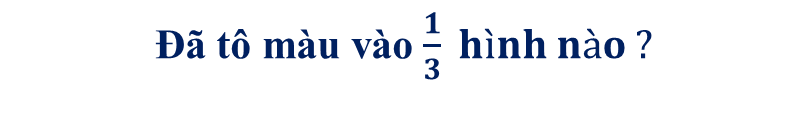 Đã tô màu vào 1/3 hình nào ?